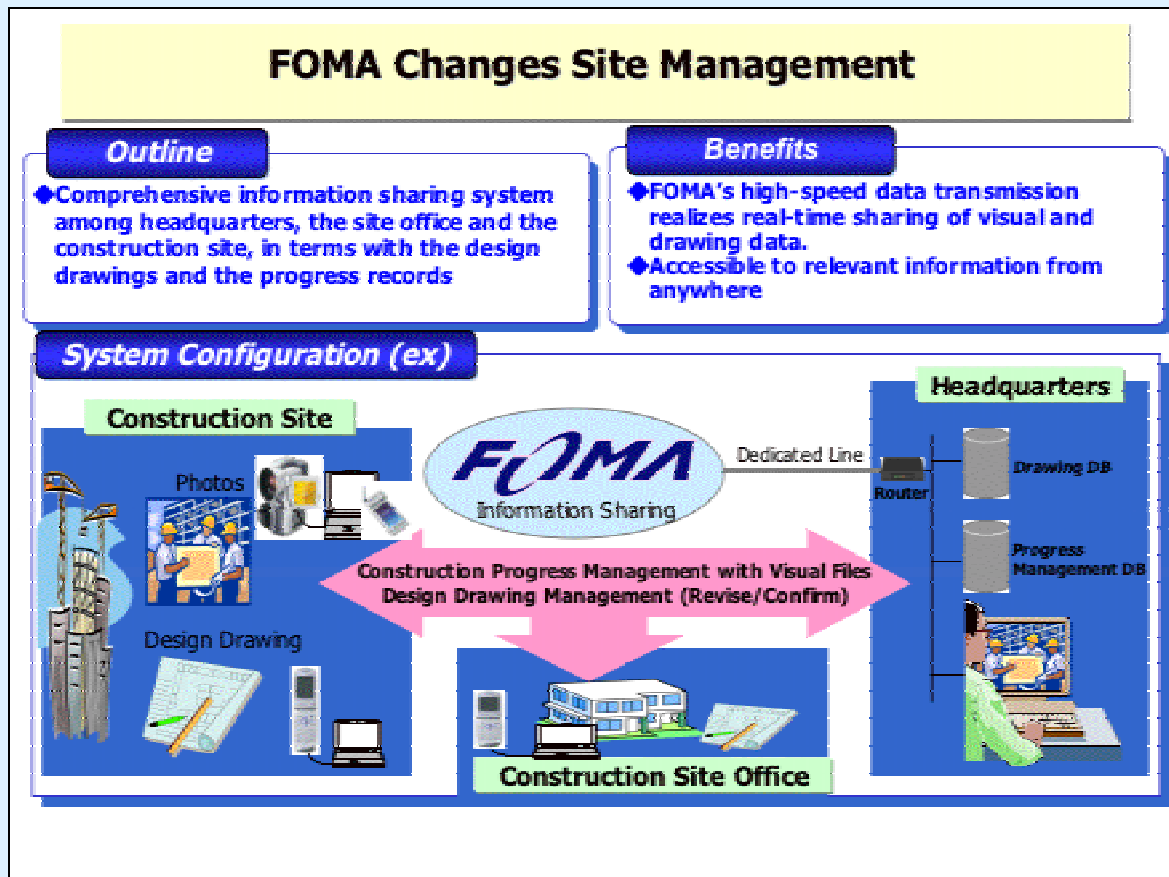 FOMA Changes Site Management
Outline
◆Comprehensive information sharing system
among headquarters, the site office and the
construction site, in terms with the design
drawings and the progress records
Benefits
◆FOMA's high-speed data transmission
realizes real-time sharing of visual and
drawing data.
◆Accessible to relevant information from
anywhere
System Configuration (ex)
Construction Site
Photos
Design Drawing
FOMA
Information Sharing
Dedicated Line
Router
Headquarters
Drawing DB
Progress
Management DB
Construction Progress Management with Visual Files
Design Drawing Management (Revise/Confirm)
Construction Site Office